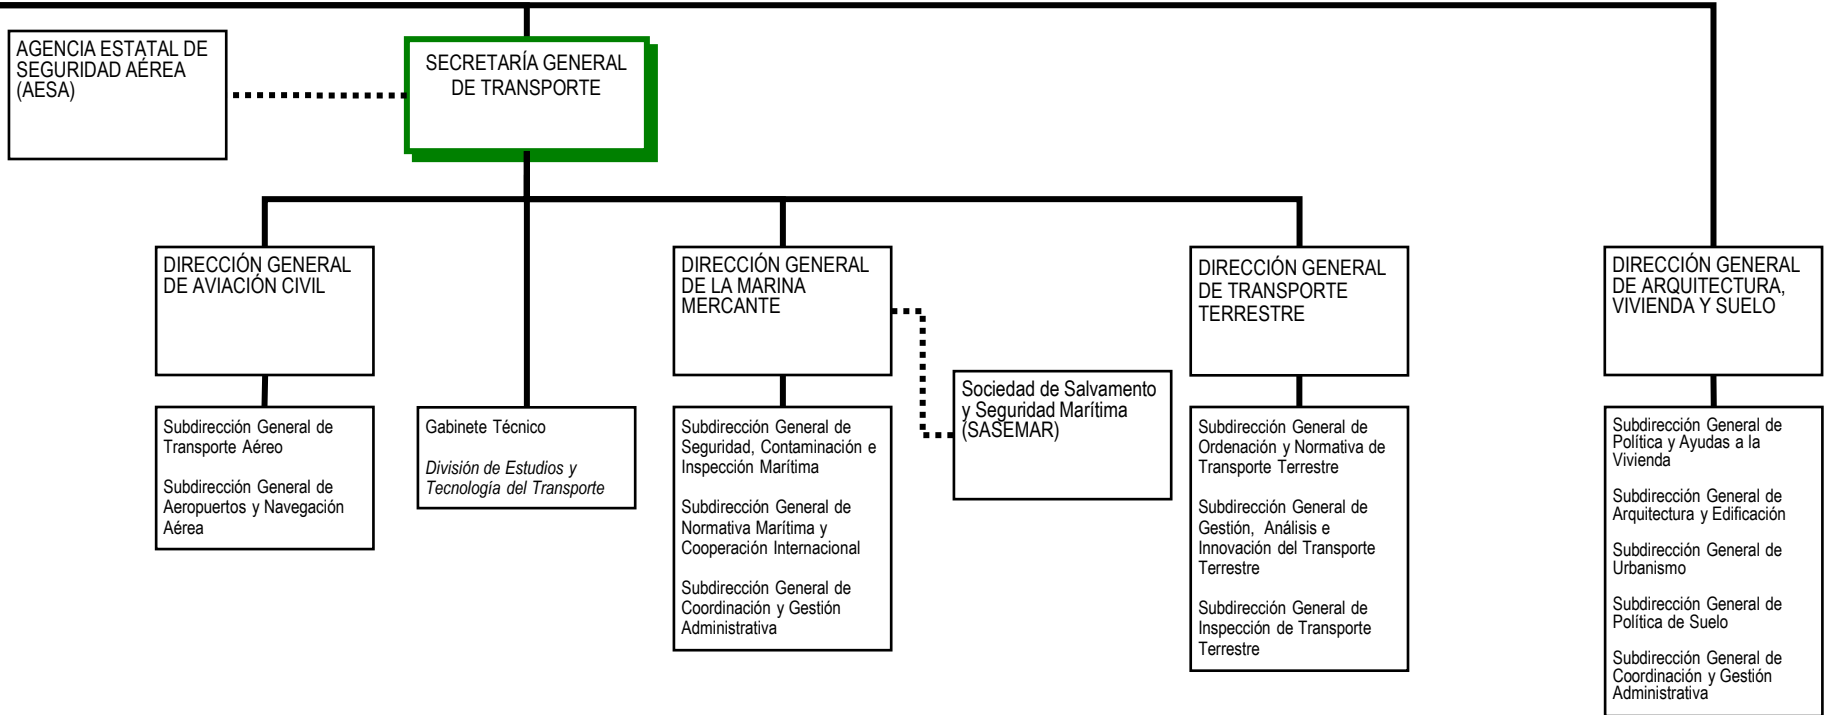 AGENCIA ESTATAL DE
SEGURIDAD AÉREA
(AESA)
SECRETARÍA GENERAL
DE TRANSPORTE
DIRECCIÓN GENERAL
DE AVIACIÓN CIVIL
DIRECCIÓN GENERAL
DE LA MARINA
MERCANTE
DIRECCIÓN GENERAL
DE TRANSPORTE
TERRESTRE
DIRECCIÓN GENERAL
DE ARQUITECTURA,
VIVIENDA Y SUELO
Subdirección General de
Transporte Aéreo
Subdirección General de
Aeropuertos y Navegación
Aérea
Gabinete Técnico
División de Estudios y
Tecnología del Transporte
Subdirección General de
Seguridad, Contaminación e
Inspección Marítima
Subdirección General de
Normativa Marítima y
Cooperación Internacional
Subdirección General de
Coordinación y Gestión
Administrativa
Sociedad de Salvamento
y Seguridad Marítima
(SASEMAR)
Subdirección General de
Ordenación y Normativa de
Transporte Terrestre
Subdirección General de
Gestión, Análisis e
Innovación del Transporte
Terrestre
Subdirección General de
Inspección de Transporte
Terrestre
Subdirección General de
Política y Ayudas a la
Vivienda
Subdirección General de
Arquitectura y Edificación
Subdirección General de
Urbanismo
Subdirección General de
Política de Suelo
Subdirección General de
Coordinación y Gestión
Administrativa